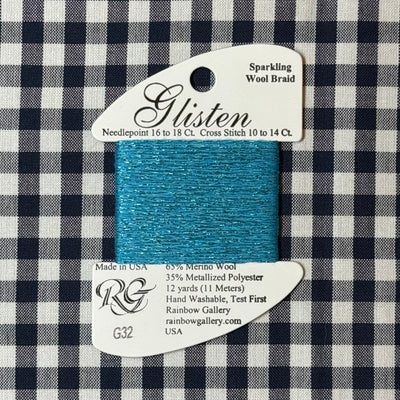 Sparkling
Wool Braid
Glisten
Needlepoint 16 to 18 Ct. Cross Stitch 10 to 14 Ct.
Made in USA
65% Merino Wool
35% Metallized Polyester
12 yards (11 Meters)
Hand Washable, Test First
Rainbow Gallery
rainbowgallery.com
USA
RG
G32